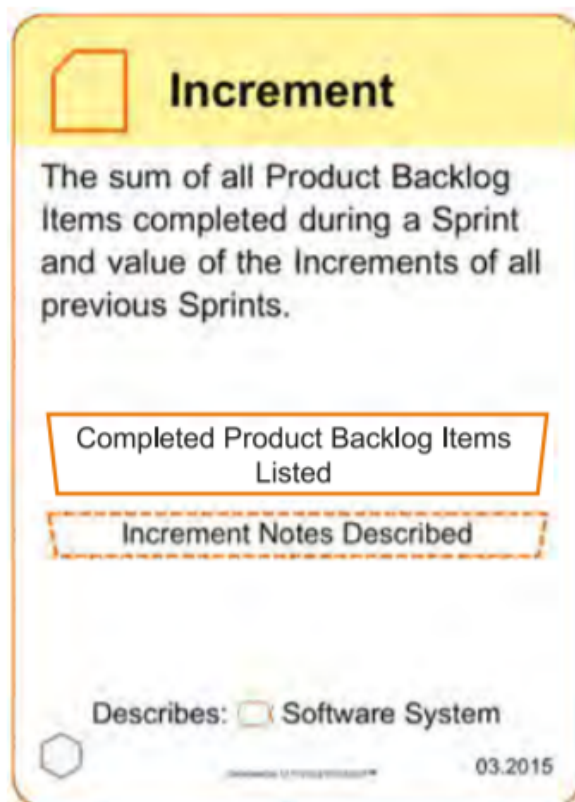 Increment
The sum of all Product Backlog
Items completed during a Sprint
and value of the Increments of all
previous Sprints.
Completed Product Backlog Items
Listed
Increment Notes Described
Describes: Software System
03.2015